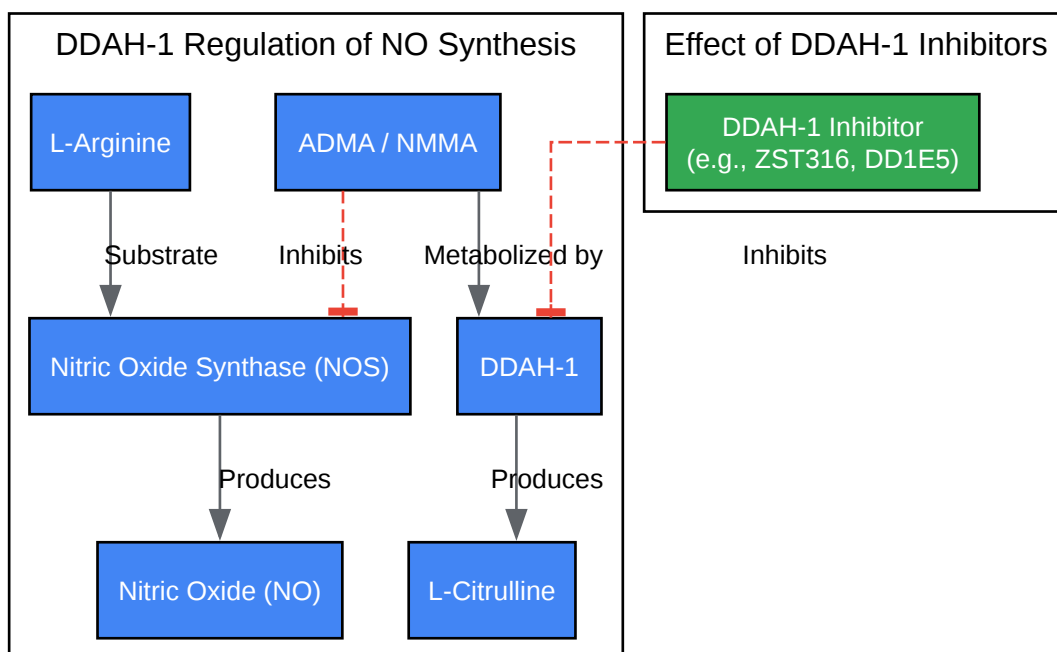 DDAH-1 Regulation of NO Synthesis
Effect of DDAH-1 Inhibitors
L-Arginine
ADMA / NMMA
DDAH-1 Inhibitor
(e.g., ZST316, DD1E5)
Substrate
Inhibits
Metabolized by
Inhibits
Nitric Oxide Synthase (NOS)
DDAH-1
Produces
Produces
Nitric Oxide (NO)
L-Citrulline